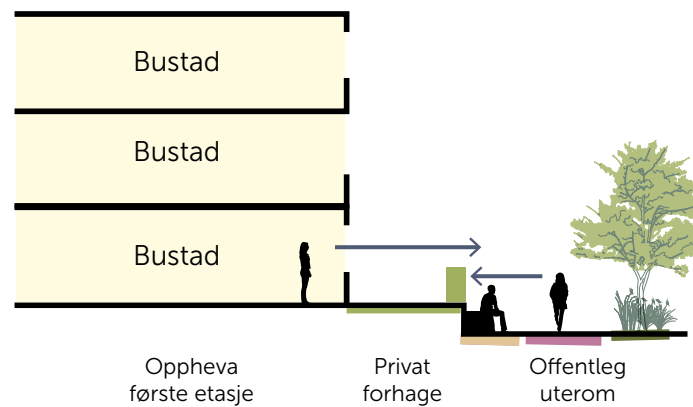 Bustad
Bustad
Bustad
Oppheva
første etasje
Privat
forhage
Offentleg
uterom